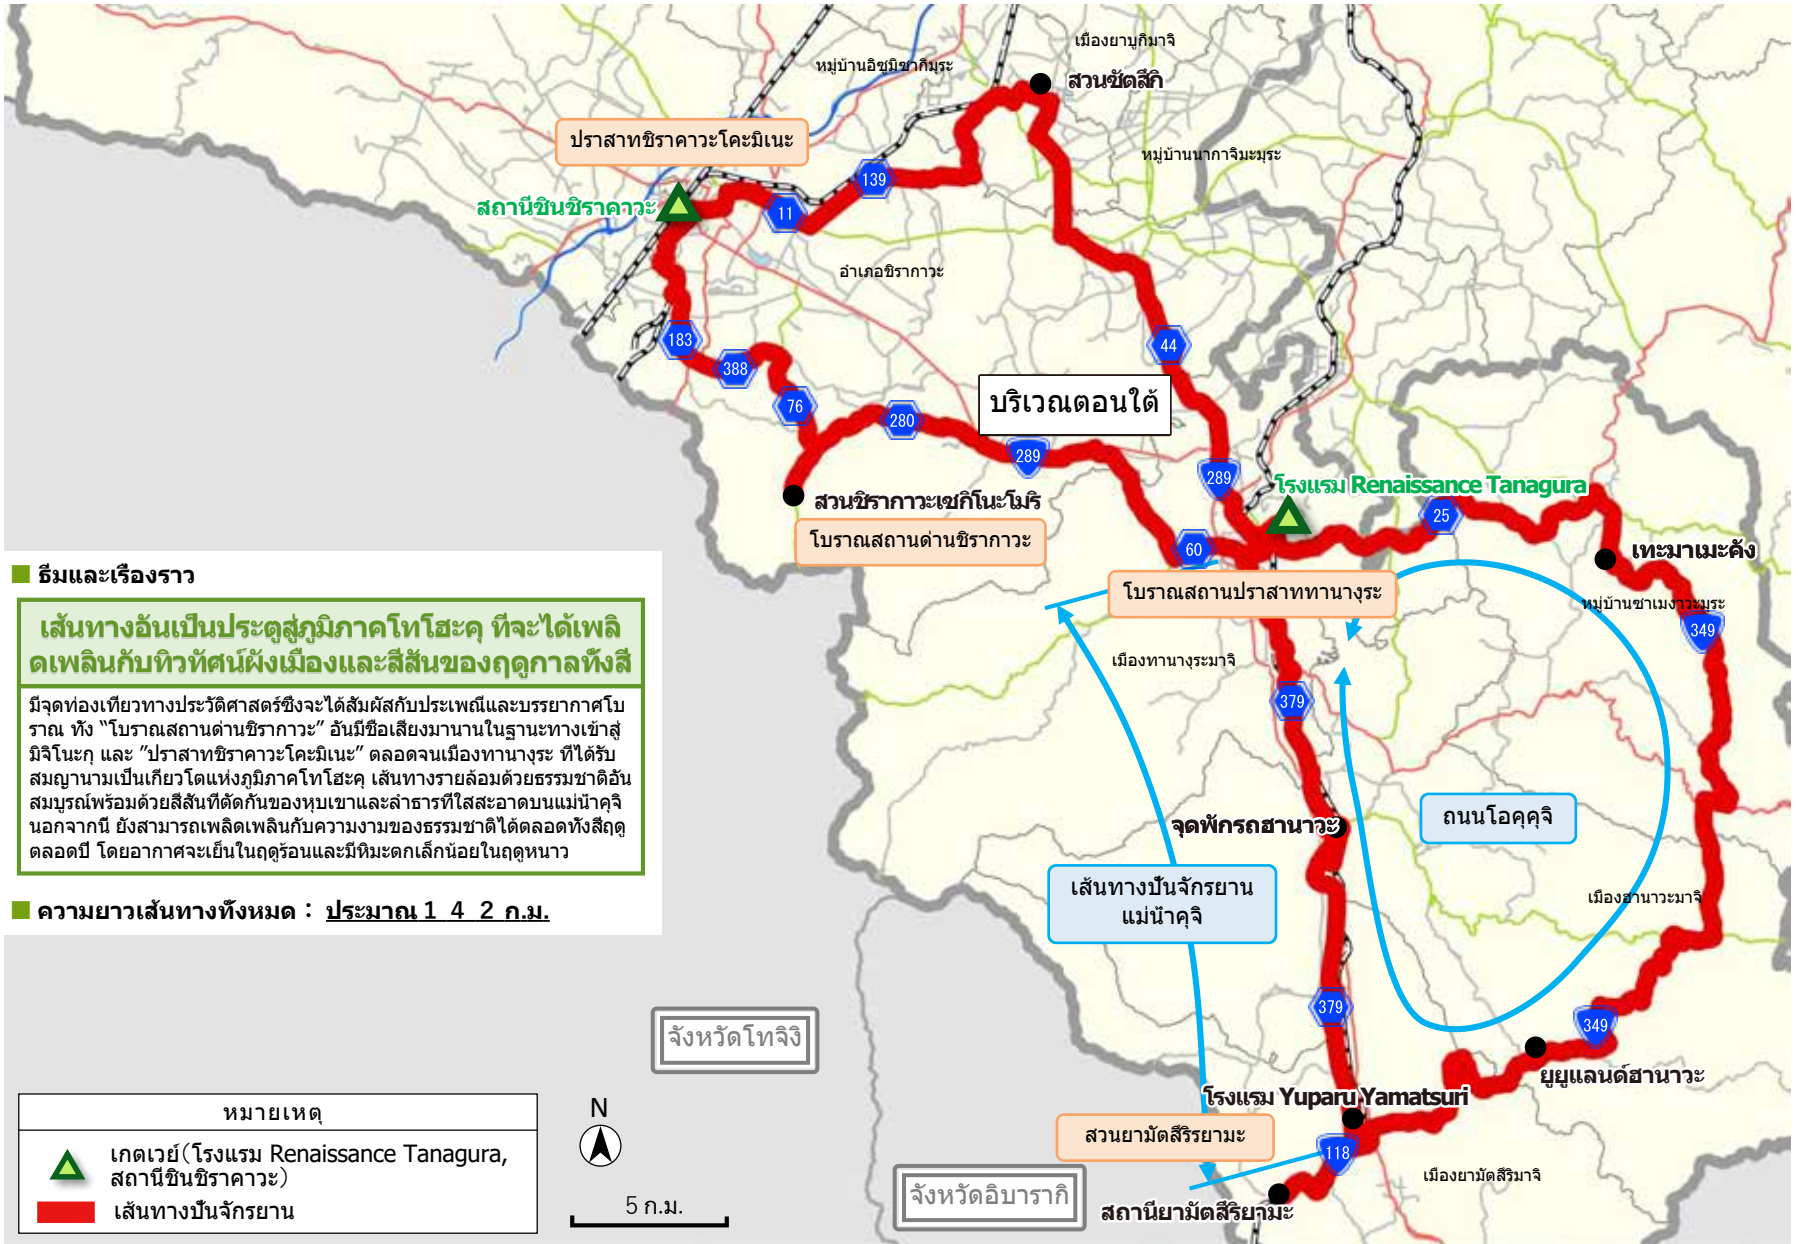 เมืองยาบูกิมาจิ
หมู่บ้านอิซูมิซากิมุระ
สวนซัตสึกิ
ปราสาทชิราคาวะโคะมิเนะ
หมู่บ้านนากาจิมะมุระ
139
สถานีชินชิราคาวะ
11
อำเภอชิรากาวะ
183
44
388
76
บริเวณตอนใต้
280
289
289
โรงแรม Renaissance Tanagura
สวนชิรากาวะเซกิโนะโมริ
25
โบราณสถานด่านชิรากาวะ
60
เทะมาเมะคัง
โบราณสถานปราสาททานางุระ
หมู่บ้านซาเมงาวะมุระ
349
เมืองทานางุระมาจิ
379
จุดพักรถฮานาวะ
ถนนโอคุคุจิ
เส้นทางปั่นจักรยาน
แม่น้ำคุจิ
เมืองฮานาวะมาจิ
379
349
ยูยูแลนด์ฮานาวะ
โรงแรม Yuparu Yamatsuri
สวนยามัตสึริรยามะ
118
เมืองยามัตสึริมาจิ
สถานียามัตสึริยามะ
■ ธีมและเรื่องราว
เส้นทางอันเป็นประตูสู่ภูมิภาคโทโฮะคุ ที่จะได้เพลิ
ดเพลินกับทิวทัศน์ผังเมืองและสีสันของฤดูกาลทั้งสี่
มีจุดท่องเที่ยวทางประวัติศาสตร์ซึ่งจะได้สัมผัสกับประเพณีและบรรยากาศโบ
ราณ ทั้ง “โบราณสถานด่านชิรากาวะ” อันมีชื่อเสียงมานานในฐานะทางเข้าสู่
มิจิโนะกุ และ ”ปราสาทชิราคาวะโคะมิเนะ” ตลอดจนเมืองทานางุระ ที่ได้รับ
สมญานามเป็นเกียวโตแห่งภูมิภาคโทโฮะคุ เส้นทางรายล้อมด้วยธรรมชาติอัน
สมบูรณ์พร้อมด้วยสีสันที่ตัดกันของหุบเขาและลำธารที่ใสสะอาดบนแม่น้ำคุจิ
นอกจากนี้ ยังสามารถเพลิดเพลินกับความงามของธรรมชาติได้ตลอดทั้งสี่ฤดู
ตลอดปี โดยอากาศจะเย็นในฤดูร้อนและมีหิมะตกเล็กน้อยในฤดูหนาว
■ ความยาวเส้นทางทั้งหมด： ประมาณ 1 4 2 ก.ม.
จังหวัดโทจิงิ
จังหวัดอิบารากิ
หมายเหตุ
เกตเวย์（โรงแรม Renaissance Tanagura,
สถานีชินชิราคาวะ）
เส้นทางปั่นจักรยาน
N
5 ก.ม.